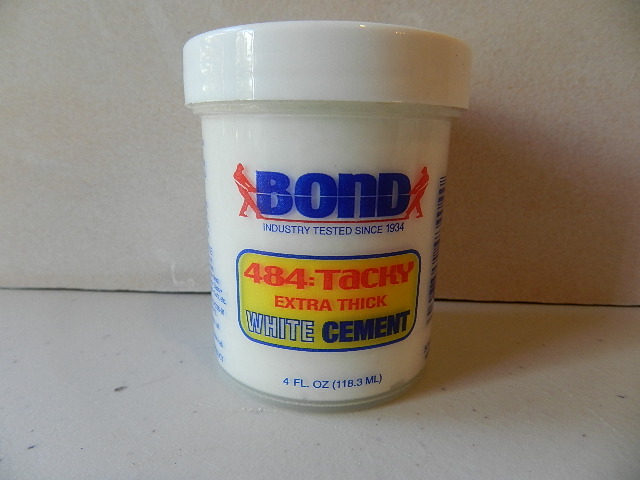 BOND
INDUSTRY TESTED SINCE 1934
484: TACKY
EXTRA THICK
WHITE CEMENT
4 FL. OZ (118.3 ML)